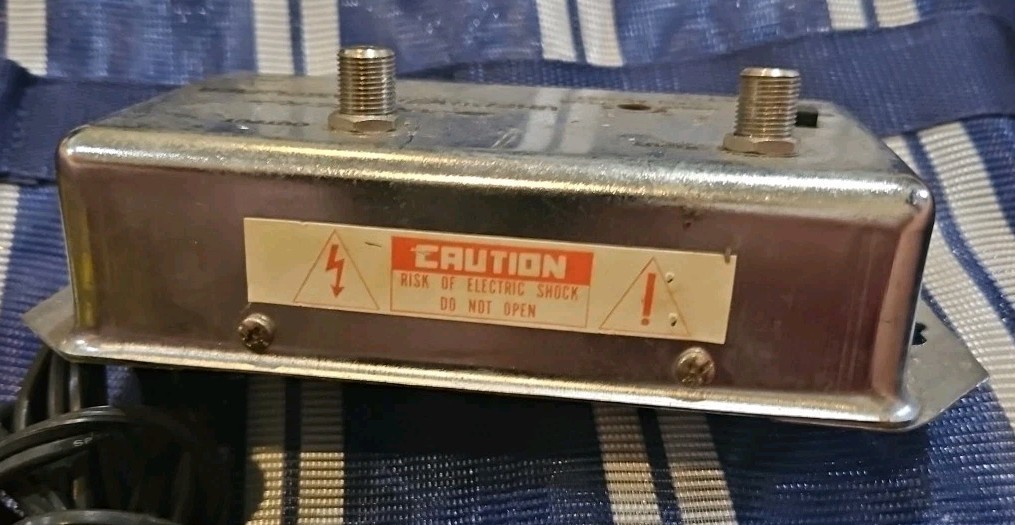 CAUTION
RISK OF ELECTRIC SHOCK
DO NOT OPEN